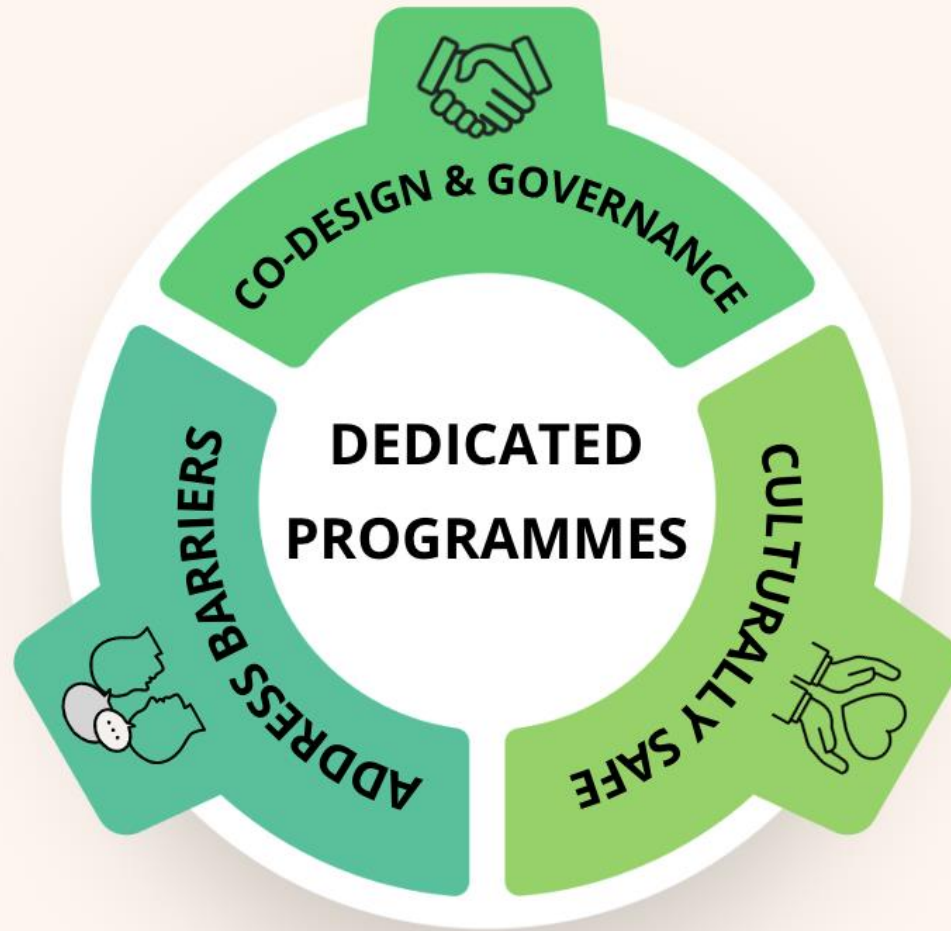 CO-DESIGN & GOVERNANCE
DEDICATED
PROGRAMMES
ADDRESS BARRIERS
CULTURALLY SAFE